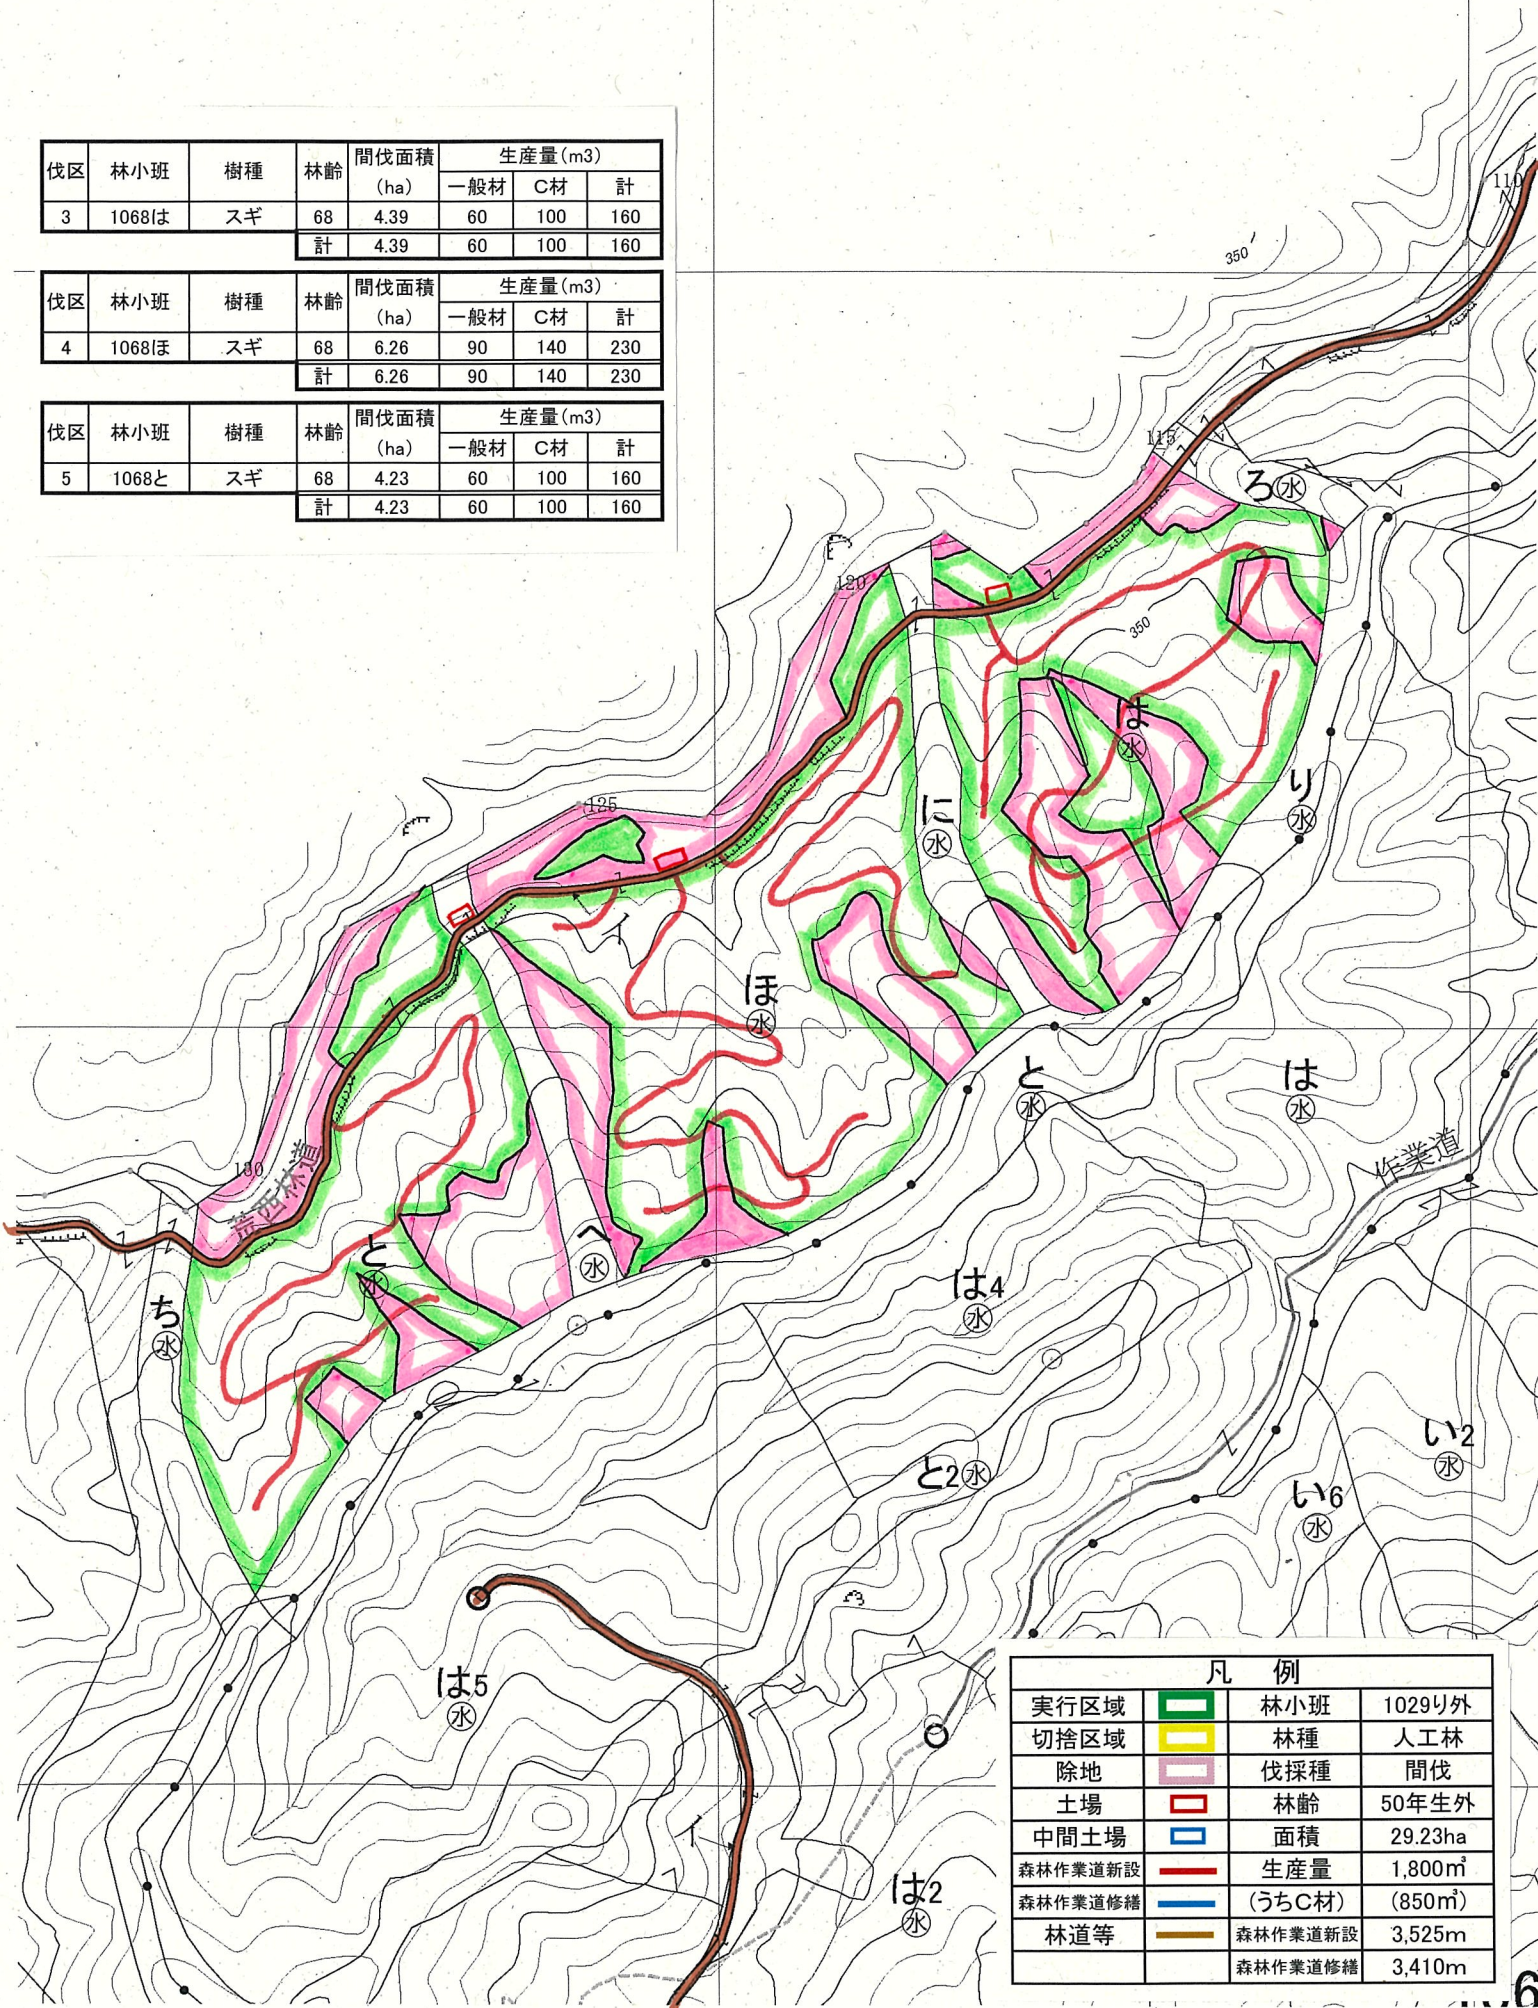 伐区 林小班 樹種 林齢 間伐面積(ha) 生産量(m3)
一般材 C材 計
3 1068は スギ 68 4.39 60 100 160
計 4.39 60 100 160
伐区 林小班 樹種 林齢 間伐面積(ha) 生産量(m3)
一般材 C材 計
4 1068ほ スギ 68 6.26 90 140 230
計 6.26 90 140 230
伐区 林小班 樹種 林齢 間伐面積(ha) 生産量(m3)
一般材 C材 計
5 1068と スギ 68 4.23 60 100 160
計 4.23 60 100 160
110
350
115
ろ水
120
350
は
水
125
に
水
り
水
イ
ほ
水
と
水
は
水
作業道
130
荒西林道
と
水
へ
水
ち
水
は4
水
と2水
い2
水
い6
水
は5
水
イ
は2
水
凡 例
実行区域 林小班 1029り外
切捨区域 林種 人工林
除地 伐採種 間伐
土場 林齢 50年生外
中間土場 面積 29.23ha
森林作業道新設 生産量 1,800㎥
森林作業道修繕 (うちC材) (850㎥)
林道等 森林作業道新設 3,525m
森林作業道修繕 3,410m